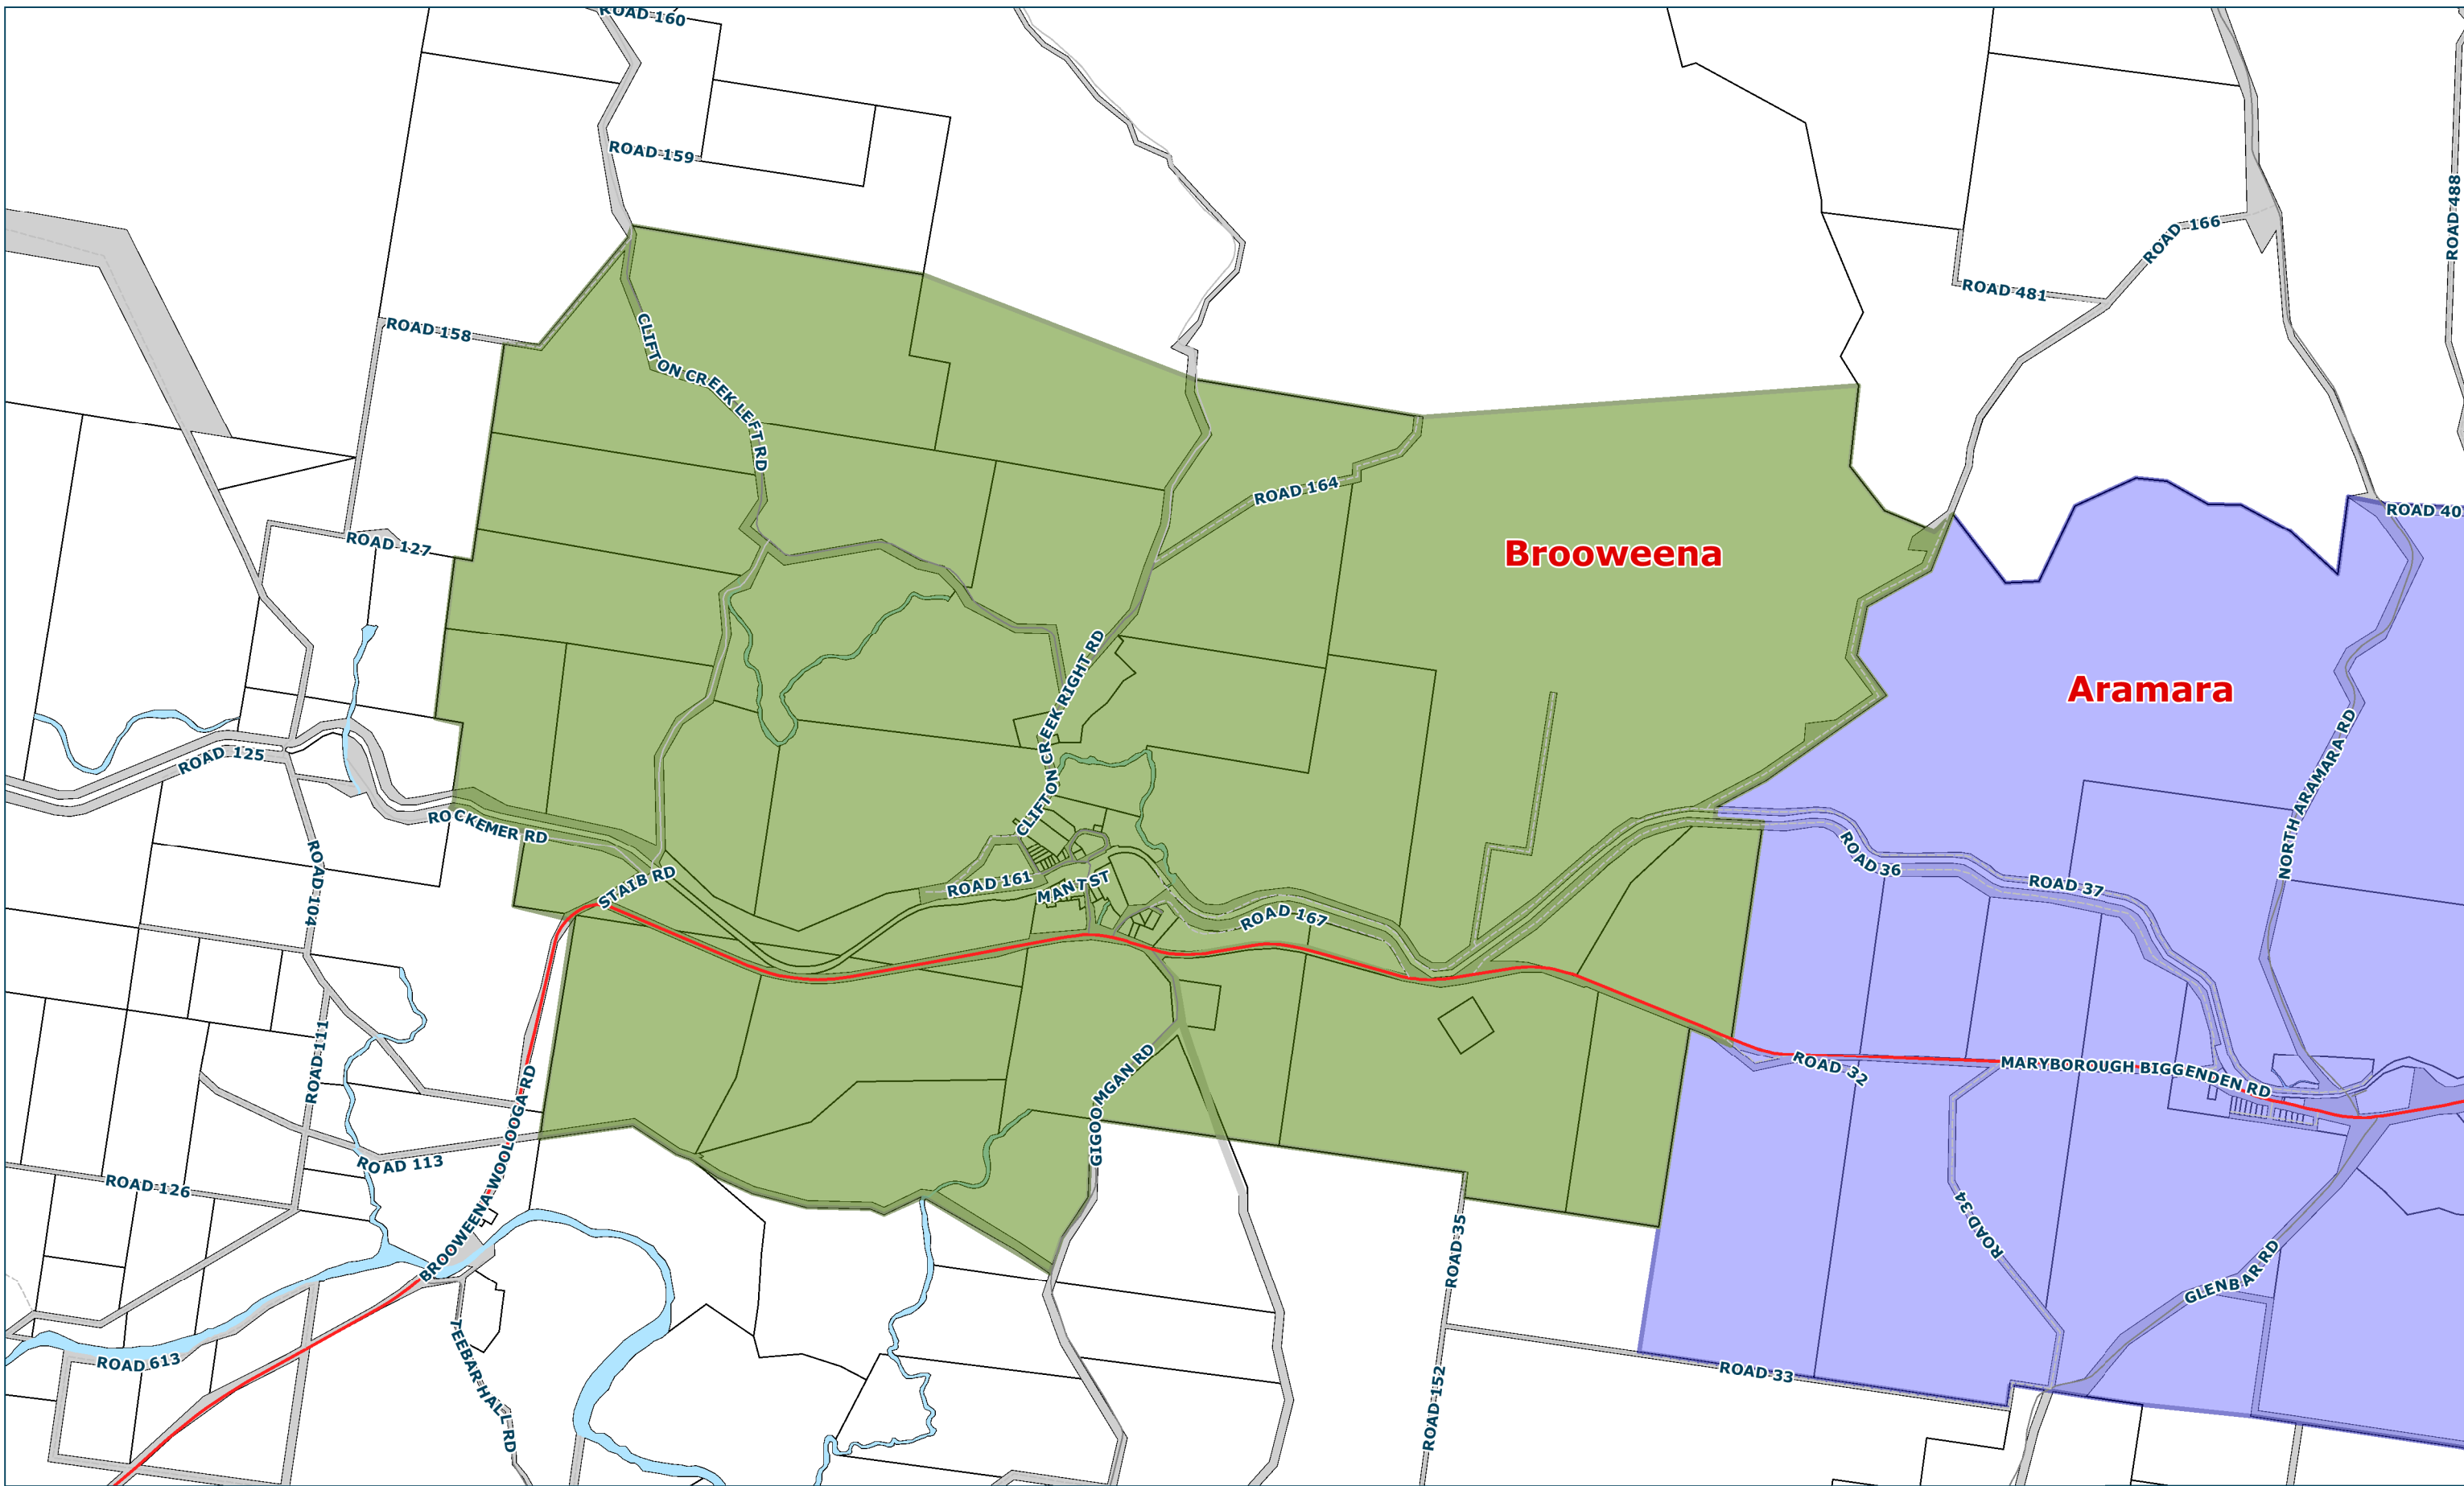 ROAD 160
ROAD 159
ROAD 488
ROAD 166
ROAD 481
ROAD 158
CLIFTON CREEK LEFT RD
ROAD 164
ROAD 40
ROAD 127
Brooweena
Aramara
CLIFTON CREEK RIGHT RD
NORTH ARAMARA RD
ROAD 125
ROCKEMER RD
ROAD 36
ROAD 37
ROAD 104
STAIB RD
ROAD 161
MANT ST
ROAD 167
ROAD 111
GIGOOMGAN RD
ROAD 32
MARYBOROUGH BIGGENDEN RD
ROAD 113
ROAD 126
BROOWEENA WOOLOOGA RD
ROAD 34
ROAD 35
GLENBAR RD
ROAD 613
TEEBAR HALL RD
ROAD 33
ROAD 152